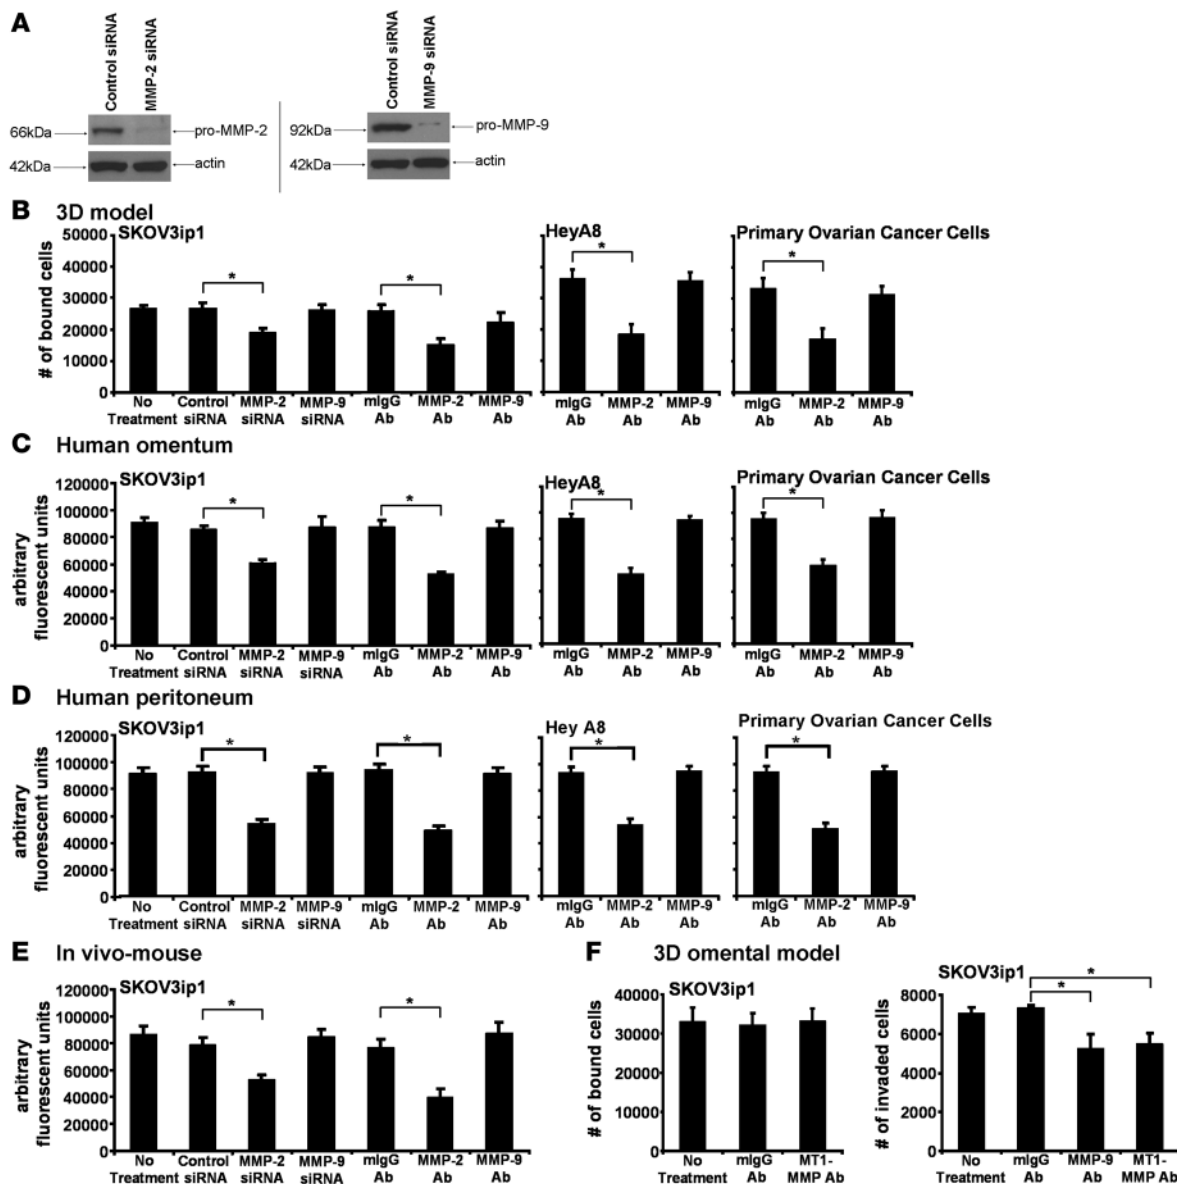 A
Control siRNA
MMP-2 siRNA
Control siRNA
MMP-9 siRNA
66kDa pro-MMP-2 92kDa pro-MMP-9
42kDa actin 42kDa actin
B 3D model
SKOV3ip1 HeyA8 Primary Ovarian Cancer Cells
# of bound cells
50000
40000
30000
20000
10000
0
* * * *
No Control MMP-2 MMP-9 mIgG MMP-2 MMP-9 mIgG MMP-2 MMP-9 mIgG MMP-2 MMP-9
Treatment siRNA siRNA siRNA Ab Ab Ab Ab Ab Ab Ab Ab Ab
C Human omentum
SKOV3ip1 HeyA8 Primary Ovarian Cancer Cells
arbitrary
fluorescent units
120000
100000
80000
60000
40000
20000
0
* * * *
No Control MMP-2 MMP-9 mIgG MMP-2 MMP-9 mIgG MMP-2 MMP-9 mIgG MMP-2 MMP-9
Treatment siRNA siRNA siRNA Ab Ab Ab Ab Ab Ab Ab Ab Ab
D Human peritoneum
SKOV3ip1 Hey A8 Primary Ovarian Cancer Cells
arbitrary
fluorescent units
120000
100000
80000
60000
40000
20000
0
* * * *
No Control MMP-2 MMP-9 mIgG MMP-2 MMP-9 mIgG MMP-2 MMP-9 mIgG MMP-2 MMP-9
Treatment siRNA siRNA siRNA Ab Ab Ab Ab Ab Ab Ab Ab Ab
E In vivo-mouse
SKOV3ip1
arbitrary
fluorescent units
120000
100000
80000
60000
40000
20000
0
* *
No Control MMP-2 MMP-9 mIgG MMP-2 MMP-9
Treatment siRNA siRNA siRNA Ab Ab Ab
F 3D omental model
SKOV3ip1
# of bound cells
40000
30000
20000
10000
0
No mIgG MT1-
Treatment Ab MMP Ab
SKOV3ip1
# of invaded cells
8000
6000
4000
2000
0
* *
No mIgG MMP-9 MT1-
Treatment Ab Ab MMP Ab